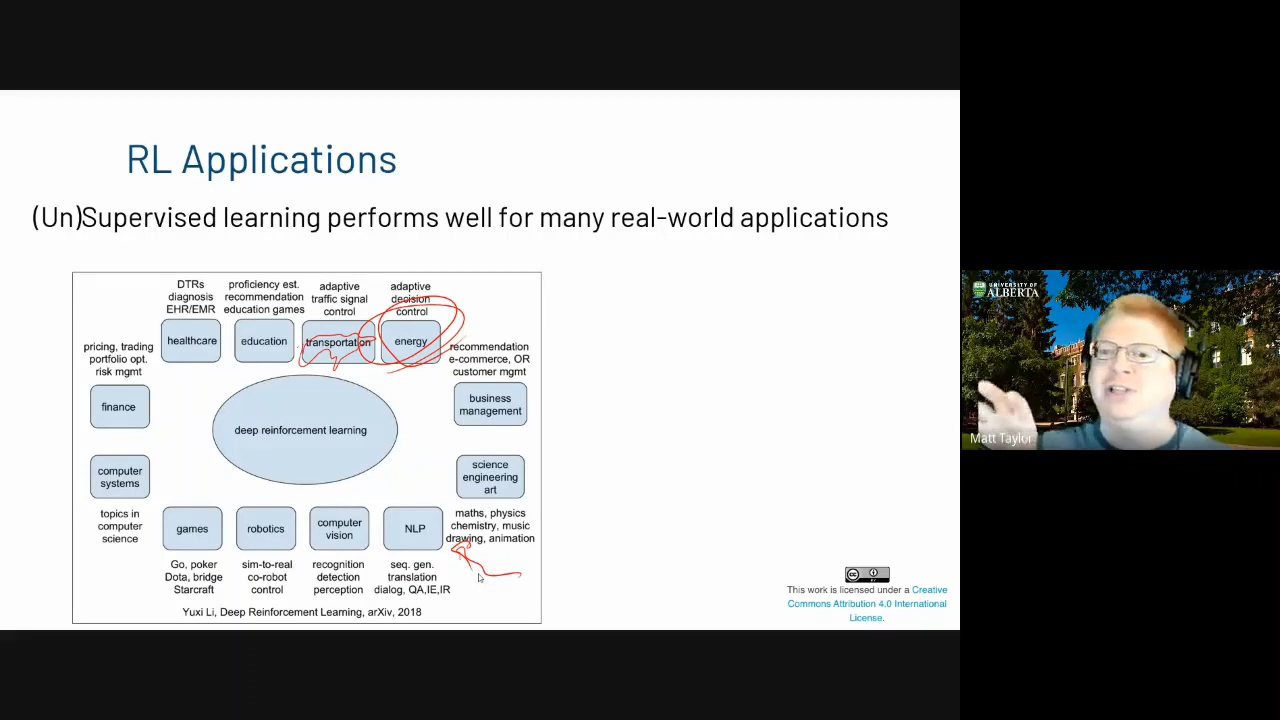 RL Applications
(Un)Supervised learning performs well for many real-world applications
DTRs
diagnosis
EHR/EMR
proficiency est.
recommendation
education games
adaptive
traffic signal
control
adaptive
decision
control
healthcare
education
transportation
energy
pricing, trading
portfolio opt.
risk mgmt
recommendation
e-commerce, OR
customer mgmt
finance
business
management
deep reinforcement learning
computer
systems
science
engineering
art
topics in
computer
science
maths, physics
chemistry, music
drawing, animation
games
robotics
computer
vision
NLP
Go, poker
Dota, bridge
Starcraft
sim-to-real
co-robot
control
recognition
detection
perception
seq. gen.
translation
dialog, QA,IE,IR
Yuxi Li, Deep Reinforcement Learning, arXiv, 2018
cc
BY
This work is licensed under a Creative
Commons Attribution 4.0 International
License.
UNIVERSITY OF
ALBERTA
Matt Taylor